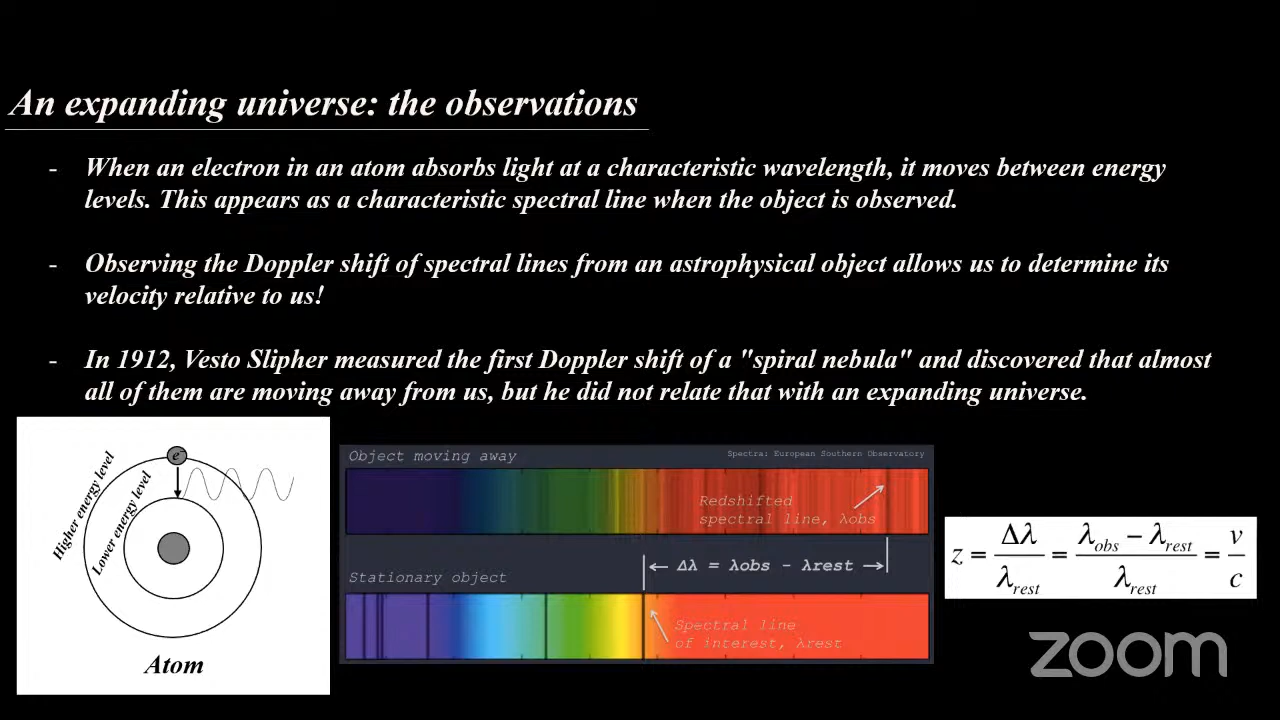 An expanding universe: the observations
- When an electron in an atom absorbs light at a characteristic wavelength, it moves between energy
levels. This appears as a characteristic spectral line when the object is observed.
- Observing the Doppler shift of spectral lines from an astrophysical object allows us to determine its
velocity relative to us!
- In 1912, Vesto Slipher measured the first Doppler shift of a "spiral nebula" and discovered that almost
all of them are moving away from us, but he did not relate that with an expanding universe.
Higher energy level
Lower energy level
e⁻
Atom
Object moving away
Spectra: European Southern Observatory
Redshifted
spectral line, λobs
Δλ = λobs - λrest
Stationary object
Spectral line
of interest, λrest
z = Δλ/λrest = (λobs − λrest)/λrest = v/c
zoom